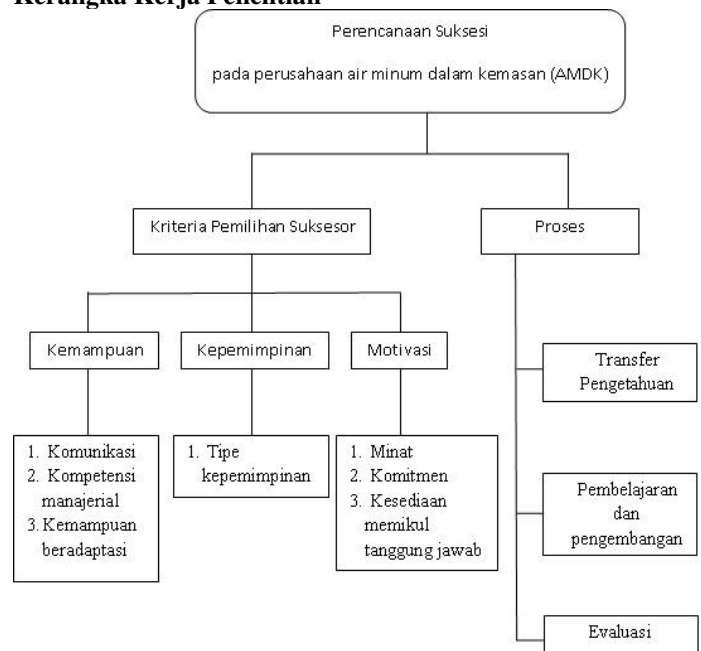 Kerangka Kerja Penelitian
Perencanaan Suksesi
pada perusahaan air minum dalam kemasan (AMDK)
Kriteria Pemilihan Suksesor
Proses
Kemampuan
Kepemimpinan
Motivasi
1. Komunikasi
2. Kompetensi
manajerial
3. Kemampuan
beradaptasi
1. Tipe
kepemimpinan
1. Minat
2. Komitmen
3. Kesediaan
memikul
tanggung jawab
Transfer
Pengetahuan
Pembelajaran
dan
pengembangan
Evaluasi